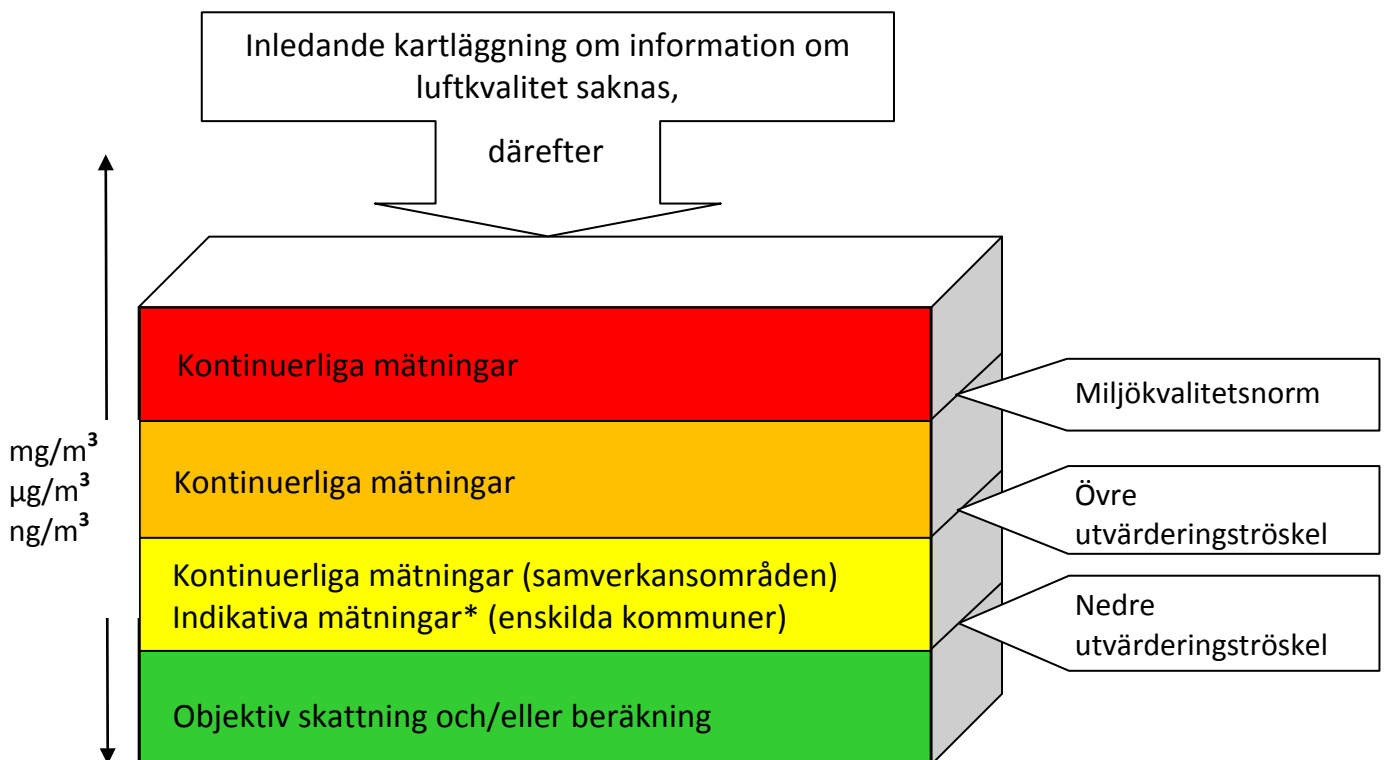 Inledande kartläggning om information om
luftkvalitet saknas,
därefter
Kontinuerliga mätningar
Miljökvalitetsnorm
mg/m³
µg/m³
ng/m³
Kontinuerliga mätningar
Övre
utvärderingströskel
Kontinuerliga mätningar (samverkansområden)
Indikativa mätningar* (enskilda kommuner)
Nedre
utvärderingströskel
Objektiv skattning och/eller beräkning